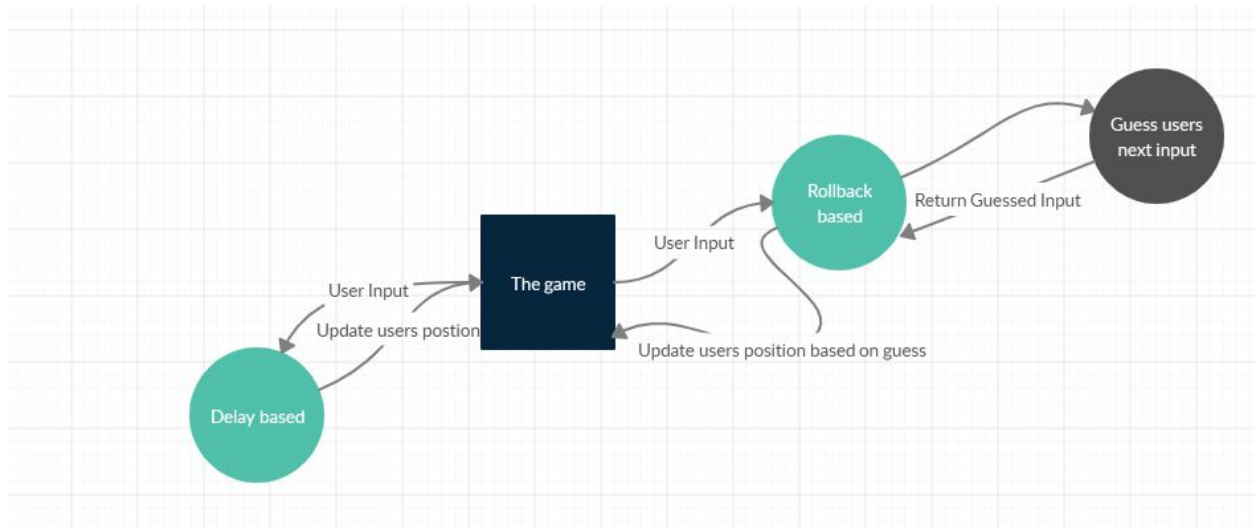 Guess users
next input
Rollback
based
Return Guessed Input
User Input
The game
User Input
Update users postion
Update users position based on guess
Delay based